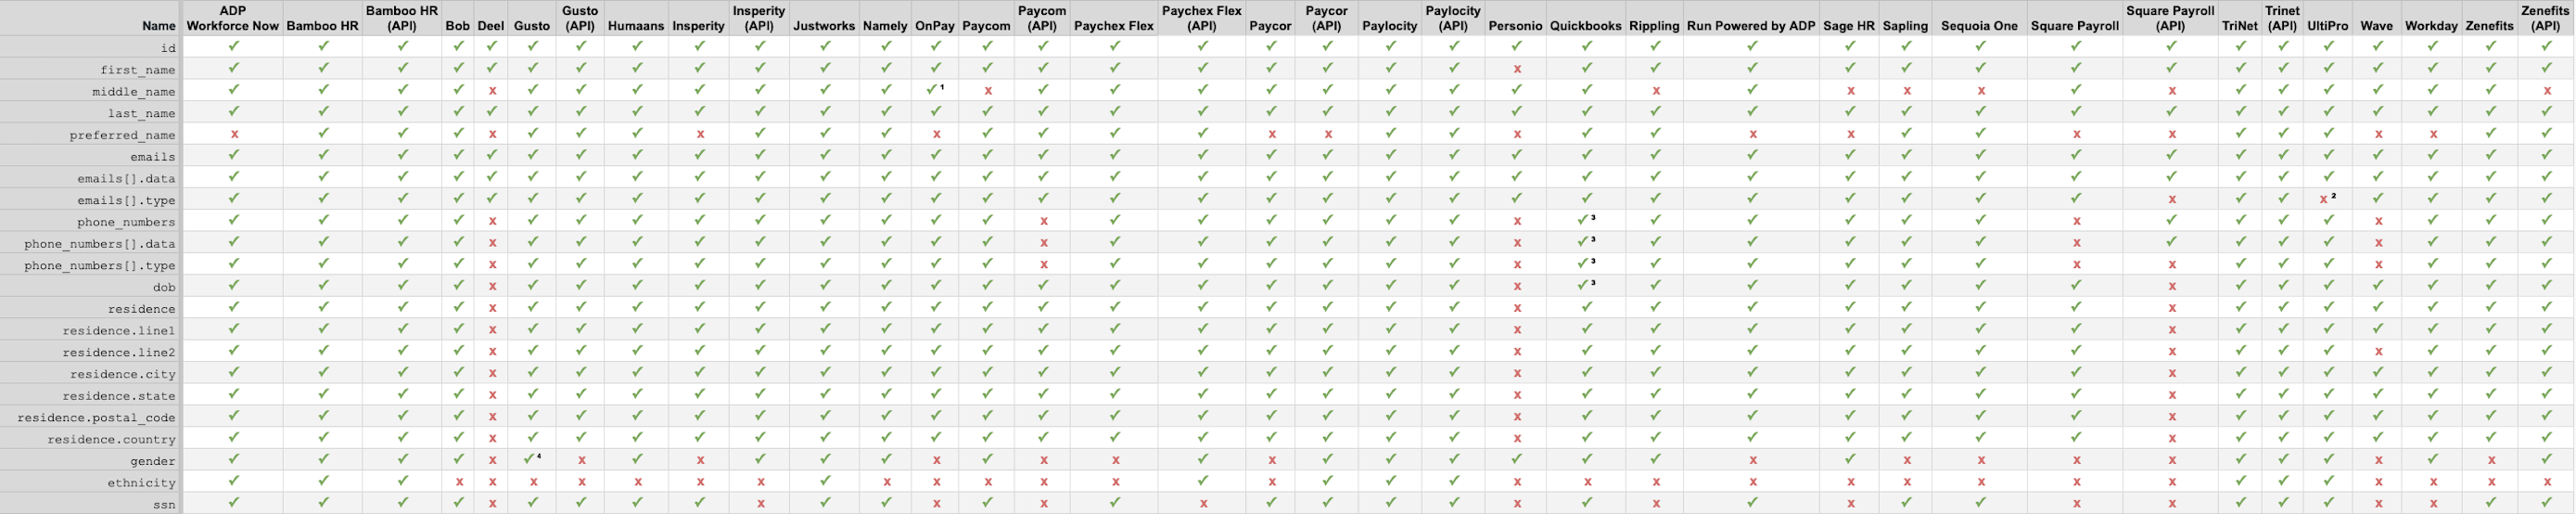 ADP Bamboo HR Gusto Insperity Paycom Paychex Flex Paycor Paylocity Square Payroll Trinet Zenefits
Name Workforce Now Bamboo HR (API) Bob Deel Gusto (API) Humaans Insperity (API) Justworks Namely OnPay Paycom (API) Paychex Flex (API) Paycor (API) Paylocity (API) Personio Quickbooks Rippling Run Powered by ADP Sage HR Sapling Sequoia One Square Payroll (API) TriNet (API) UltiPro Wave Workday Zenefits (API)
id ✓ ✓ ✓ ✓ ✓ ✓ ✓ ✓ ✓ ✓ ✓ ✓ ✓ ✓ ✓ ✓ ✓ ✓ ✓ ✓ ✓ ✓ ✓ ✓ ✓ ✓ ✓ ✓ ✓ ✓ ✓ ✓ ✓ ✓ ✓ ✓ ✓
first_name ✓ ✓ ✓ ✓ ✓ ✓ ✓ ✓ ✓ ✓ ✓ ✓ ✓ ✓ ✓ ✓ ✓ ✓ ✓ ✓ ✓ x ✓ ✓ ✓ ✓ ✓ ✓ ✓ ✓ ✓ ✓ ✓ ✓ ✓ ✓ ✓
middle_name ✓ ✓ ✓ ✓ x ✓ ✓ ✓ ✓ ✓ ✓ ✓ ✓¹ x ✓ ✓ ✓ ✓ ✓ ✓ ✓ ✓ ✓ x ✓ x x x ✓ x ✓ ✓ ✓ ✓ ✓ ✓ x
last_name ✓ ✓ ✓ ✓ ✓ ✓ ✓ ✓ ✓ ✓ ✓ ✓ ✓ ✓ ✓ ✓ ✓ ✓ ✓ ✓ ✓ ✓ ✓ ✓ ✓ ✓ ✓ ✓ ✓ ✓ ✓ ✓ ✓ ✓ ✓ ✓ ✓
preferred_name x ✓ ✓ ✓ x ✓ ✓ ✓ x ✓ ✓ ✓ x ✓ ✓ ✓ ✓ x x ✓ ✓ x ✓ ✓ x x ✓ ✓ x x ✓ ✓ ✓ x x ✓ ✓
emails ✓ ✓ ✓ ✓ ✓ ✓ ✓ ✓ ✓ ✓ ✓ ✓ ✓ ✓ ✓ ✓ ✓ ✓ ✓ ✓ ✓ ✓ ✓ ✓ ✓ ✓ ✓ ✓ ✓ ✓ ✓ ✓ ✓ ✓ ✓ ✓ ✓
emails[].data ✓ ✓ ✓ ✓ ✓ ✓ ✓ ✓ ✓ ✓ ✓ ✓ ✓ ✓ ✓ ✓ ✓ ✓ ✓ ✓ ✓ ✓ ✓ ✓ ✓ ✓ ✓ ✓ ✓ ✓ ✓ ✓ ✓ ✓ ✓ ✓ ✓
emails[].type ✓ ✓ ✓ ✓ ✓ ✓ ✓ ✓ ✓ ✓ ✓ ✓ ✓ ✓ ✓ ✓ ✓ ✓ ✓ ✓ ✓ ✓ ✓ ✓ ✓ ✓ ✓ ✓ ✓ x ✓ ✓ x² ✓ ✓ ✓ ✓
phone_numbers ✓ ✓ ✓ ✓ x ✓ ✓ ✓ ✓ ✓ ✓ ✓ ✓ ✓ x ✓ ✓ ✓ ✓ ✓ ✓ x ✓³ ✓ ✓ ✓ ✓ ✓ x ✓ ✓ ✓ ✓ x ✓ ✓ ✓
phone_numbers[].data ✓ ✓ ✓ ✓ x ✓ ✓ ✓ ✓ ✓ ✓ ✓ ✓ ✓ x ✓ ✓ ✓ ✓ ✓ ✓ x ✓³ ✓ ✓ ✓ ✓ ✓ x ✓ ✓ ✓ ✓ x ✓ ✓ ✓
phone_numbers[].type ✓ ✓ ✓ ✓ x ✓ ✓ ✓ ✓ ✓ ✓ ✓ ✓ ✓ x ✓ ✓ ✓ ✓ ✓ ✓ x ✓³ ✓ ✓ ✓ ✓ ✓ x x ✓ ✓ ✓ x ✓ ✓ ✓
dob ✓ ✓ ✓ ✓ x ✓ ✓ ✓ ✓ ✓ ✓ ✓ ✓ ✓ ✓ ✓ ✓ ✓ ✓ ✓ ✓ x ✓³ ✓ ✓ ✓ ✓ ✓ ✓ x ✓ ✓ ✓ ✓ ✓ ✓ ✓
residence ✓ ✓ ✓ ✓ x ✓ ✓ ✓ ✓ ✓ ✓ ✓ ✓ ✓ ✓ ✓ ✓ ✓ ✓ ✓ ✓ x ✓ ✓ ✓ ✓ ✓ ✓ ✓ x ✓ ✓ ✓ ✓ ✓ ✓ ✓
residence.line1 ✓ ✓ ✓ ✓ x ✓ ✓ ✓ ✓ ✓ ✓ ✓ ✓ ✓ ✓ ✓ ✓ ✓ ✓ ✓ ✓ x ✓ ✓ ✓ ✓ ✓ ✓ ✓ x ✓ ✓ ✓ ✓ ✓ ✓ ✓
residence.line2 ✓ ✓ ✓ ✓ x ✓ ✓ ✓ ✓ ✓ ✓ ✓ ✓ ✓ ✓ ✓ ✓ ✓ ✓ ✓ ✓ x ✓ ✓ ✓ ✓ ✓ ✓ ✓ x ✓ ✓ ✓ x ✓ ✓ ✓
residence.city ✓ ✓ ✓ ✓ x ✓ ✓ ✓ ✓ ✓ ✓ ✓ ✓ ✓ ✓ ✓ ✓ ✓ ✓ ✓ ✓ x ✓ ✓ ✓ ✓ ✓ ✓ ✓ x ✓ ✓ ✓ ✓ ✓ ✓ ✓
residence.state ✓ ✓ ✓ ✓ x ✓ ✓ ✓ ✓ ✓ ✓ ✓ ✓ ✓ ✓ ✓ ✓ ✓ ✓ ✓ ✓ x ✓ ✓ ✓ ✓ ✓ ✓ ✓ x ✓ ✓ ✓ ✓ ✓ ✓ ✓
residence.postal_code ✓ ✓ ✓ ✓ x ✓ ✓ ✓ ✓ ✓ ✓ ✓ ✓ ✓ ✓ ✓ ✓ ✓ ✓ ✓ ✓ x ✓ ✓ ✓ ✓ ✓ ✓ ✓ x ✓ ✓ ✓ ✓ ✓ ✓ ✓
residence.country ✓ ✓ ✓ ✓ x ✓ ✓ ✓ ✓ ✓ ✓ ✓ ✓ ✓ ✓ ✓ ✓ ✓ ✓ ✓ ✓ x ✓ ✓ ✓ ✓ ✓ ✓ ✓ x ✓ ✓ ✓ ✓ ✓ ✓ ✓
gender ✓ ✓ ✓ ✓ x ✓⁴ x ✓ x ✓ ✓ ✓ x ✓ x x ✓ x ✓ ✓ ✓ ✓ ✓ ✓ x ✓ x x x x ✓ ✓ ✓ x ✓ x ✓
ethnicity ✓ ✓ ✓ x x x x x x x ✓ x x x x x ✓ x ✓ ✓ ✓ x x x x x x x x x ✓ ✓ ✓ x x x x
ssn ✓ ✓ ✓ ✓ x ✓ ✓ ✓ ✓ x ✓ ✓ x ✓ x ✓ x ✓ ✓ ✓ ✓ x ✓ x ✓ x ✓ ✓ x x ✓ ✓ ✓ x x ✓ ✓